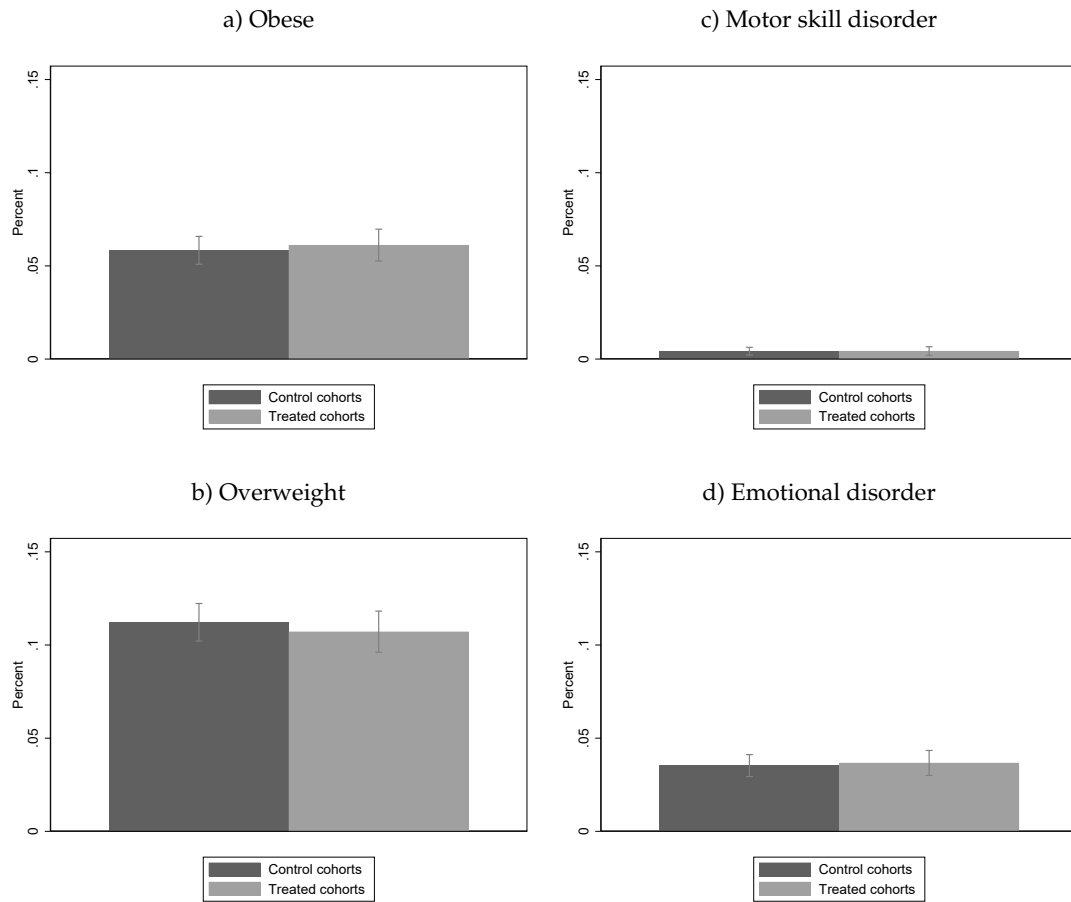 a) Obese
Percent
.15
.1
.05
0
Control cohorts
Treated cohorts
c) Motor skill disorder
Percent
.15
.1
.05
0
Control cohorts
Treated cohorts
b) Overweight
Percent
.15
.1
.05
0
Control cohorts
Treated cohorts
d) Emotional disorder
Percent
.15
.1
.05
0
Control cohorts
Treated cohorts